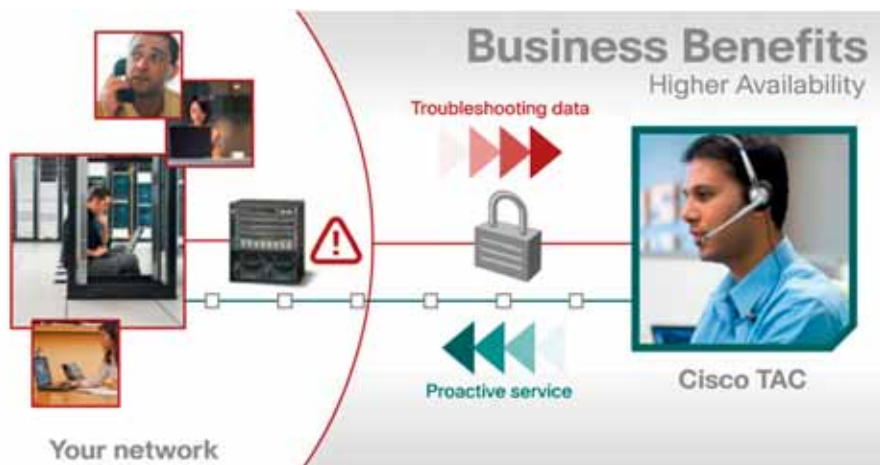 Business Benefits
Higher Availability
Troubleshooting data
Proactive service
Cisco TAC
Your network